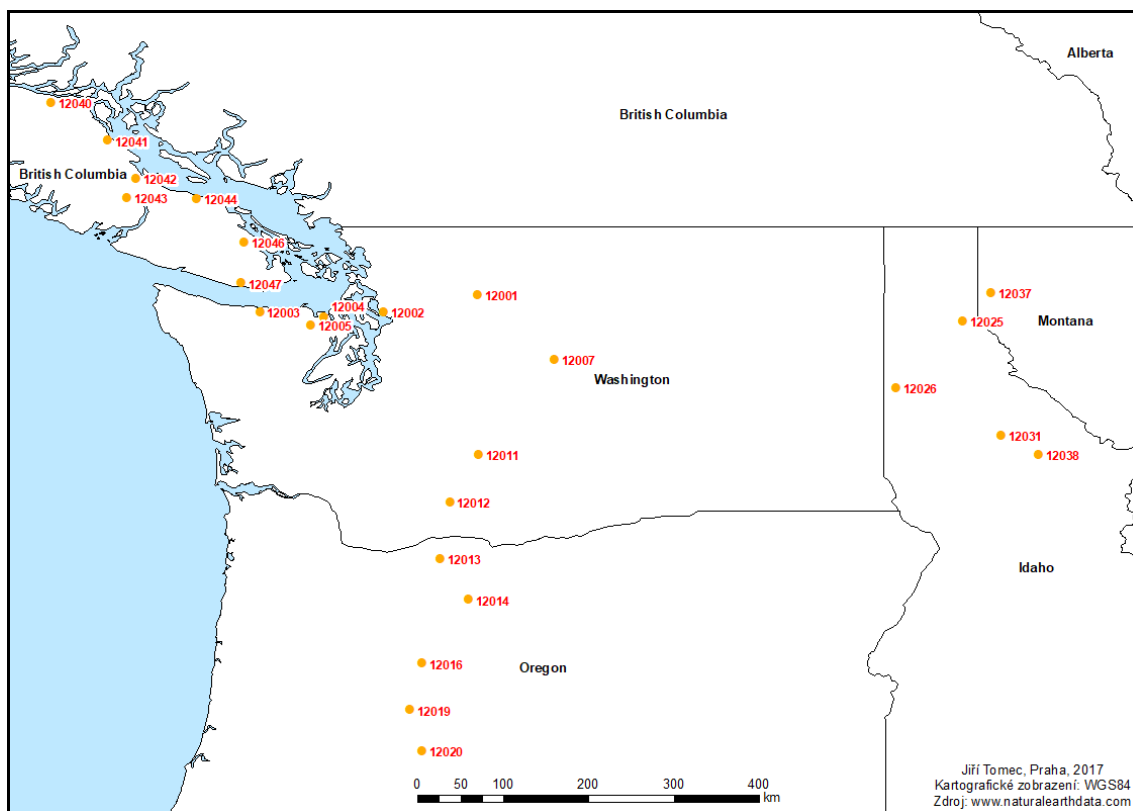 Alberta
12040
British Columbia
12041
British Columbia
12042
12043
12044
12046
12047
12001
12037
12003
12004
12002
12005
12025
Montana
12007
Washington
12026
12031
12011
12038
12012
12013
Idaho
12014
12016
Oregon
12019
12020
0 50 100 200 300 400
km
Jiří Tomec, Praha, 2017
Kartografické zobrazení: WGS84
Zdroj: www.naturalearthdata.com